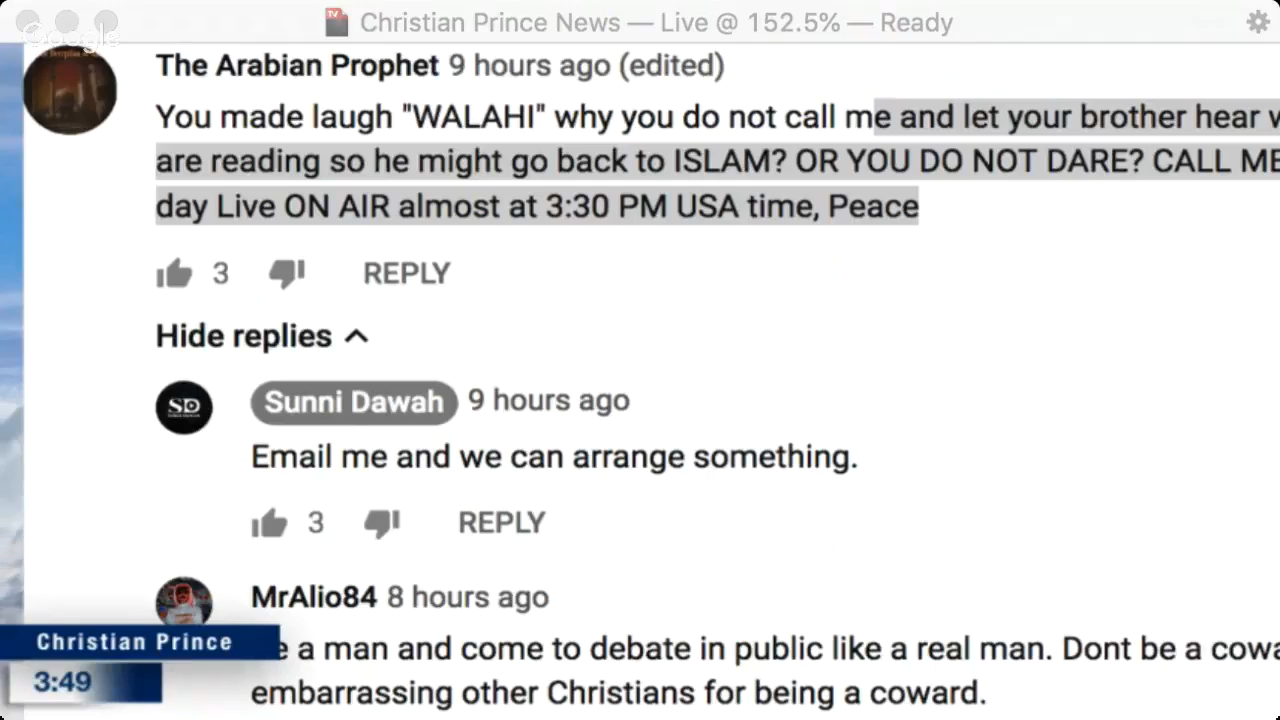 Christian Prince News — Live @ 152.5% — Ready
Google
The Arabian Prophet 9 hours ago (edited)
You made laugh "WALAHI" why you do not call me and let your brother hear
are reading so he might go back to ISLAM? OR YOU DO NOT DARE? CALL ME
day Live ON AIR almost at 3:30 PM USA time, Peace
3 REPLY
Hide replies
SD
Sunni Dawah 9 hours ago
Email me and we can arrange something.
3 REPLY
MrAlio84 8 hours ago
a man and come to debate in public like a real man. Dont be a
embarrassing other Christians for being a coward.
Christian Prince
3:49